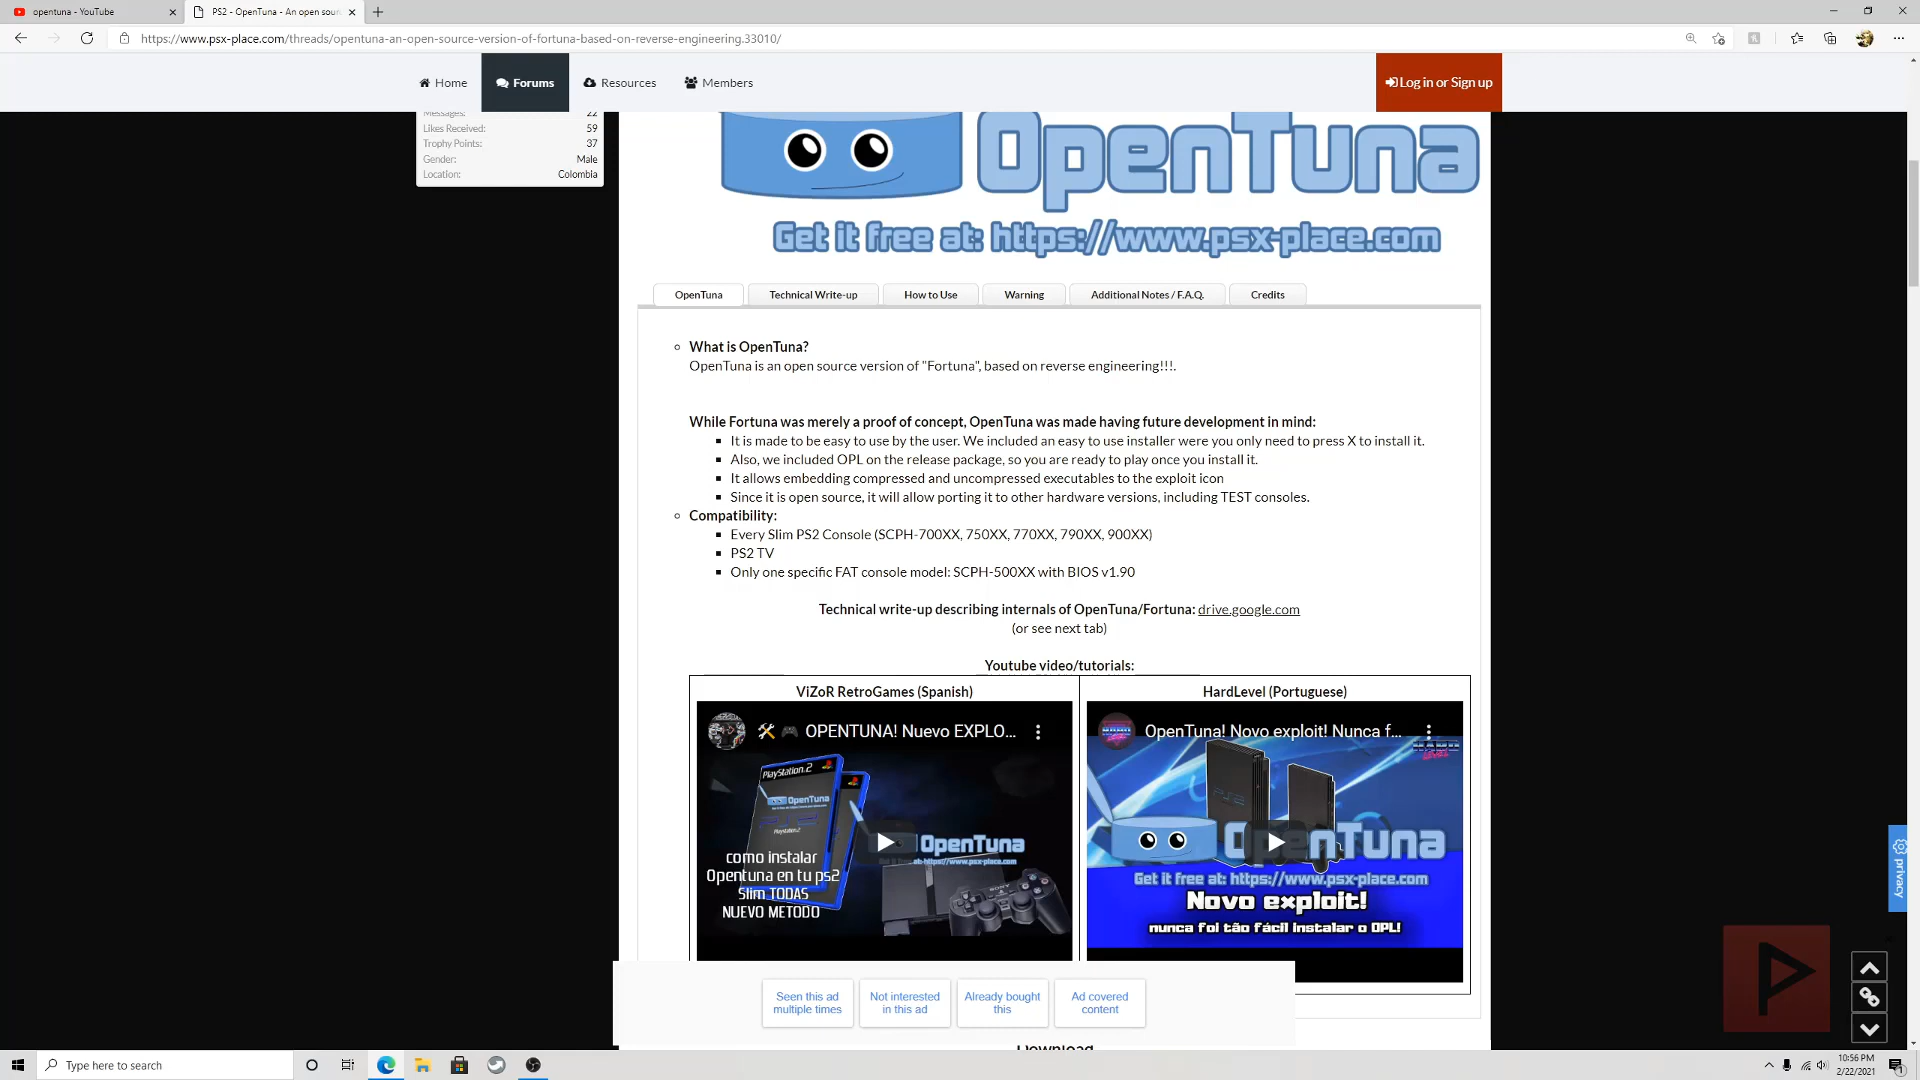 opentuna - YouTube
PS2 - OpenTuna - An open sour
https://www.psx-place.com/threads/opentuna-an-open-source-version-of-fortuna-based-on-reverse-engineering.33010/
Home
Forums
Resources
Members
Log in or Sign up
Messages: 22
Likes Received: 59
Trophy Points: 37
Gender: Male
Location: Colombia
OpenTuna
Get it free at: https://www.psx-place.com
OpenTuna
Technical Write-up
How to Use
Warning
Additional Notes / F.A.Q.
Credits
What is OpenTuna?
OpenTuna is an open source version of "Fortuna", based on reverse engineering!!!.
While Fortuna was merely a proof of concept, OpenTuna was made having future development in mind:
It is made to be easy to use by the user. We included an easy to use installer were you only need to press X to install it.
Also, we included OPL on the release package, so you are ready to play once you install it.
It allows embedding compressed and uncompressed executables to the exploit icon
Since it is open source, it will allow porting it to other hardware versions, including TEST consoles.
Compatibility:
Every Slim PS2 Console (SCPH-700XX, 750XX, 770XX, 790XX, 900XX)
PS2 TV
Only one specific FAT console model: SCPH-500XX with BIOS v1.90
Technical write-up describing internals of OpenTuna/Fortuna: drive.google.com
(or see next tab)
Youtube video/tutorials:
ViZoR RetroGames (Spanish)
HardLevel (Portuguese)
OPENTUNA! Nuevo EXPLO...
PlayStation.2
OpenTuna
como instalar
Opentuna en tu ps2
Slim TODAS
NUEVO METODO
OpenTuna
Get it free at: https://www.psx-place.com
SONY
OpenTuna! Novo exploit! Nunca f...
OpenTuna
Get it free at: https://www.psx-place.com
Novo exploit!
nunca foi tão fácil instalar o OPL!
privacy
Seen this ad
multiple times
Not interested
in this ad
Already bought
this
Ad covered
content
Download
Type here to search
10:56 PM
2/22/2021